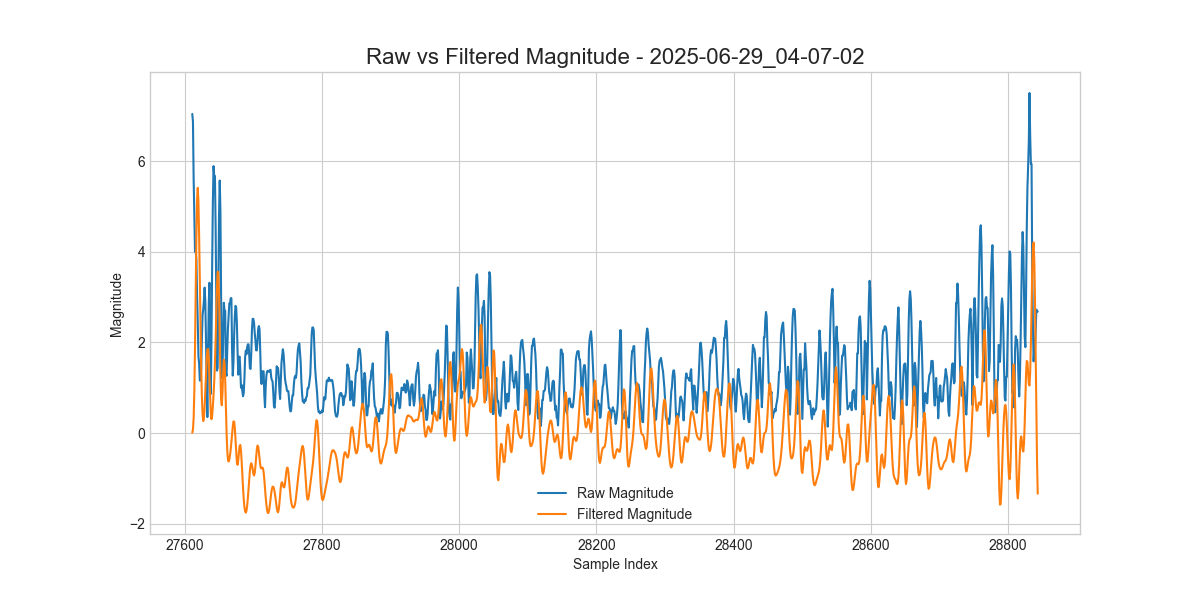 Raw vs Filtered Magnitude - 2025-06-29_04-07-02
Magnitude
6
4
2
0
−2
27600 27800 28000 28200 28400 28600 28800
Sample Index
Raw Magnitude
Filtered Magnitude